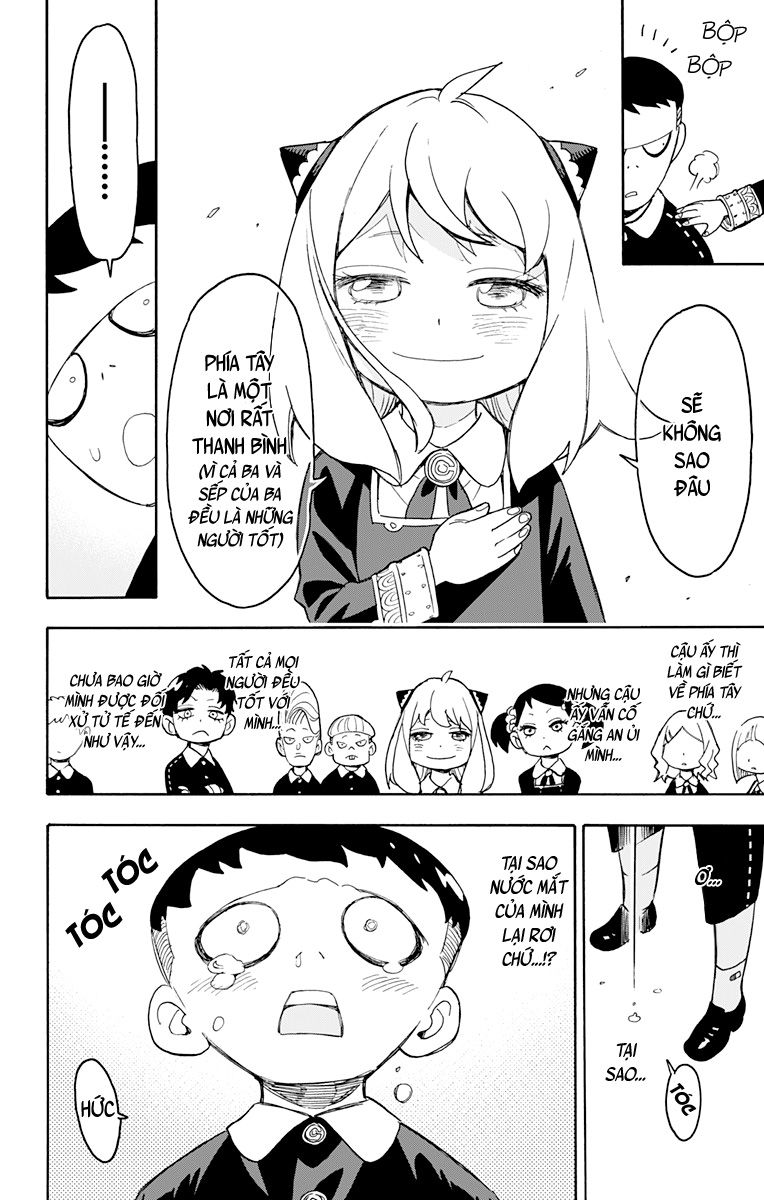 BỘP
BỘP
SẼ
KHÔNG
SAO
ĐÂU
PHÍA TÂY
LÀ MỘT
NƠI RẤT
THANH BÌNH
(VÌ CẢ BA VÀ
SẾP CỦA BA
ĐỀU LÀ NHỮNG
NGƯỜI TỐT)
CẬU ẤY THÌ
LÀM GÌ BIẾT
VỀ PHÍA TÂY
CHỨ...
NHƯNG CẬU
ẤY VẪN CỐ
GẮNG AN ỦI
MÌNH...
TẤT CẢ MỌI
NGƯỜI ĐỀU
TỐT VỚI
MÌNH..!
CHƯA BAO GIỜ
MÌNH ĐƯỢC ĐỐI
XỬ TỬ TẾ ĐẾN
NHƯ VẬY...
Ơ...
TẠI
SAO...
TÓC
TẠI SAO
NƯỚC MẮT
CỦA MÌNH
LẠI RƠI
CHỨ...!?
TÓC
TÓC
HỨC